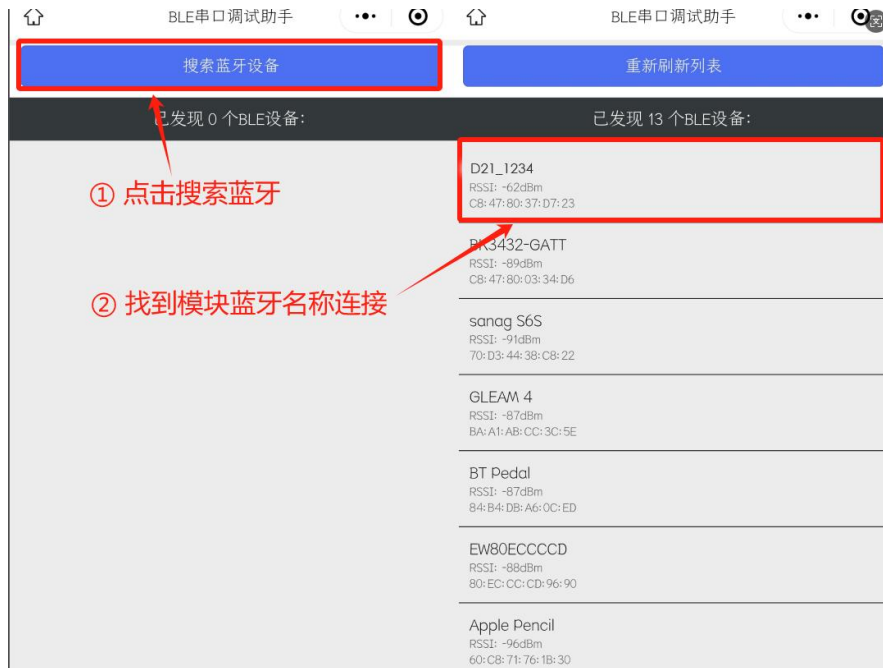 BLE串口调试助手
搜索蓝牙设备
已发现 0 个BLE设备:
① 点击搜索蓝牙
② 找到模块蓝牙名称连接
BLE串口调试助手
重新刷新列表
已发现 13 个BLE设备:
D21_1234
RSSI: -62dBm
C8:47:80:37:D7:23
BK3432-GATT
RSSI: -89dBm
C8:47:80:03:34:D6
sanag S6S
RSSI: -91dBm
70:D3:44:38:C8:22
GLEAM 4
RSSI: -87dBm
BA:A1:AB:CC:3C:5E
BT Pedal
RSSI: -87dBm
84:B4:DB:A6:0C:ED
EW80ECCCCD
RSSI: -88dBm
80:EC:CC:CD:96:90
Apple Pencil
RSSI: -96dBm
60:C8:71:76:1B:30